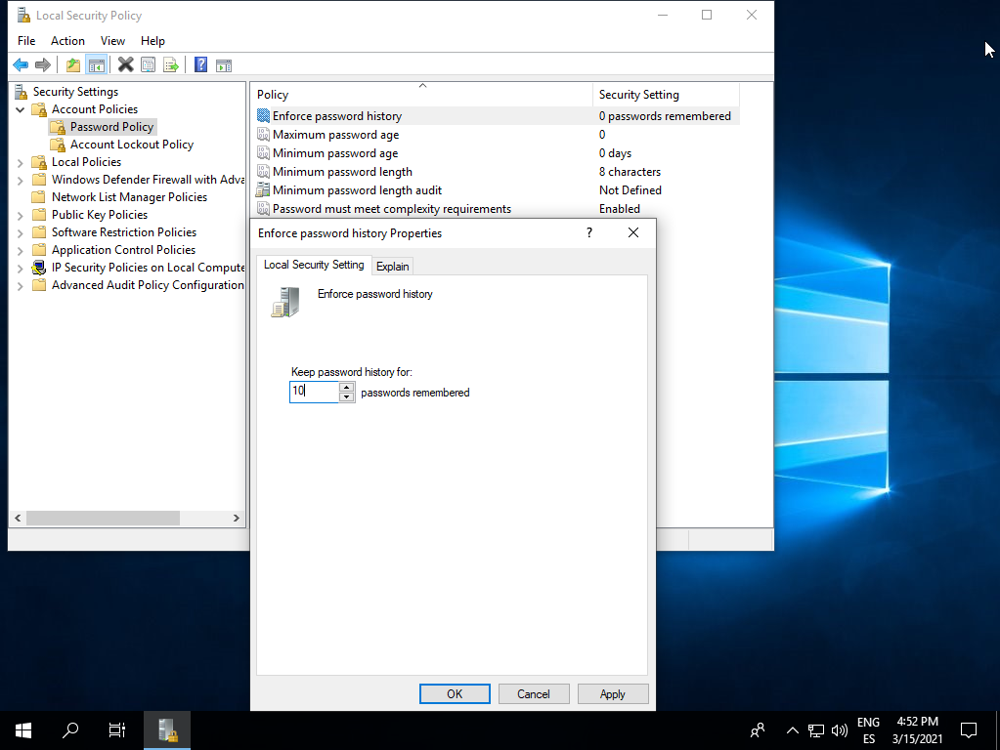 Local Security Policy
File Action View Help
Security Settings
Account Policies
Password Policy
Account Lockout Policy
Local Policies
Windows Defender Firewall with Adva
Network List Manager Policies
Public Key Policies
Software Restriction Policies
Application Control Policies
IP Security Policies on Local Compute
Advanced Audit Policy Configuration
Policy Security Setting
Enforce password history 0 passwords remembered
Maximum password age 0
Minimum password age 0 days
Minimum password length 8 characters
Minimum password length audit Not Defined
Password must meet complexity requirements Enabled
Enforce password history Properties ?
Local Security Setting Explain
Enforce password history
Keep password history for:
10 passwords remembered
OK Cancel Apply
ENG 4:52 PM
ES 3/15/2021